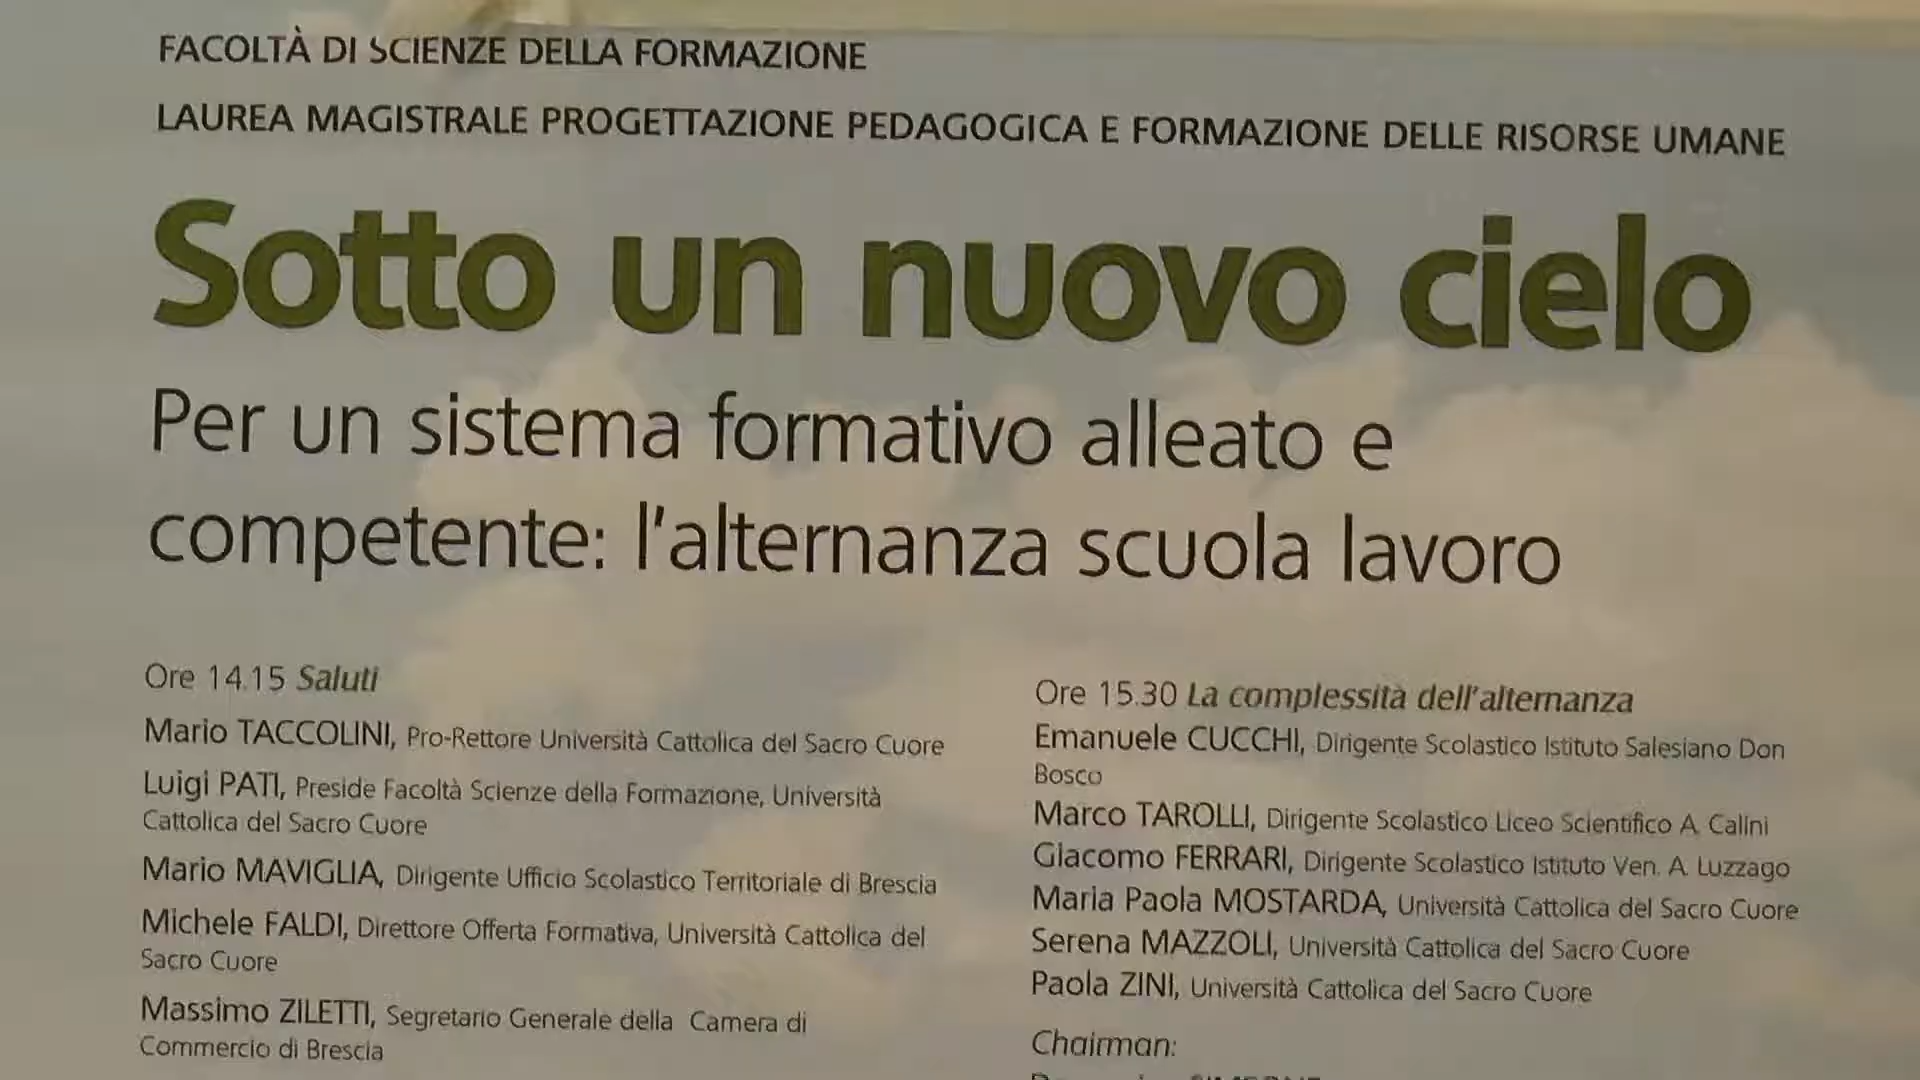 FACOLTÀ DI SCIENZE DELLA FORMAZIONE
LAUREA MAGISTRALE PROGETTAZIONE PEDAGOGICA E FORMAZIONE DELLE RISORSE UMANE
Sotto un nuovo cielo
Per un sistema formativo alleato e
competente: l'alternanza scuola lavoro
Ore 14.15 Saluti
Mario TACCOLINI, Pro-Rettore Università Cattolica del Sacro Cuore
Luigi PATI, Preside Facoltà Scienze della Formazione, Università
Cattolica del Sacro Cuore
Mario MAVIGLIA, Dirigente Ufficio Scolastico Territoriale di Brescia
Michele FALDI, Direttore Offerta Formativa, Università Cattolica del
Sacro Cuore
Massimo ZILETTI, Segretario Generale della Camera di
Commercio di Brescia
Ore 15.30 La complessità dell'alternanza
Emanuele CUCCHI, Dirigente Scolastico Istituto Salesiano Don
Bosco
Marco TAROLLI, Dirigente Scolastico Liceo Scientifico A. Calini
Giacomo FERRARI, Dirigente Scolastico Istituto Ven. A. Luzzago
Maria Paola MOSTARDA, Università Cattolica del Sacro Cuore
Serena MAZZOLI, Università Cattolica del Sacro Cuore
Paola ZINI, Università Cattolica del Sacro Cuore
Chairman: